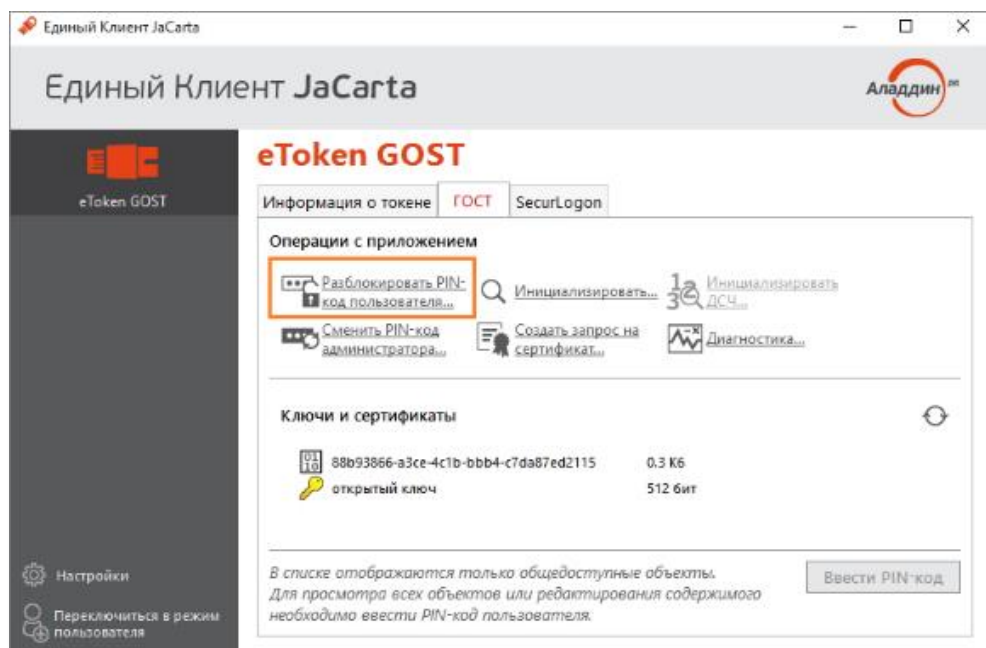 Единый Клиент JaCarta
Единый Клиент JaCarta
Аладдин
eToken GOST
eToken GOST
Информация о токене ГОСТ SecurLogon
Операции с приложением
Разблокировать PIN-
код пользователя...
Инициализировать...
Инициализировать
ДСЧ...
Сменить PIN-код
администратора...
Создать запрос на
сертификат...
Диагностика...
Ключи и сертификаты
88b93866-a3ce-4c1b-bbb4-c7da87ed2115 0.3 Кб
открытый ключ 512 бит
В списке отображаются только общедоступные объекты.
Для просмотра всех объектов или редактирования содержимого
необходимо ввести PIN-код пользователя.
Ввести PIN-код
Настройки
Переключиться в режим
пользователя